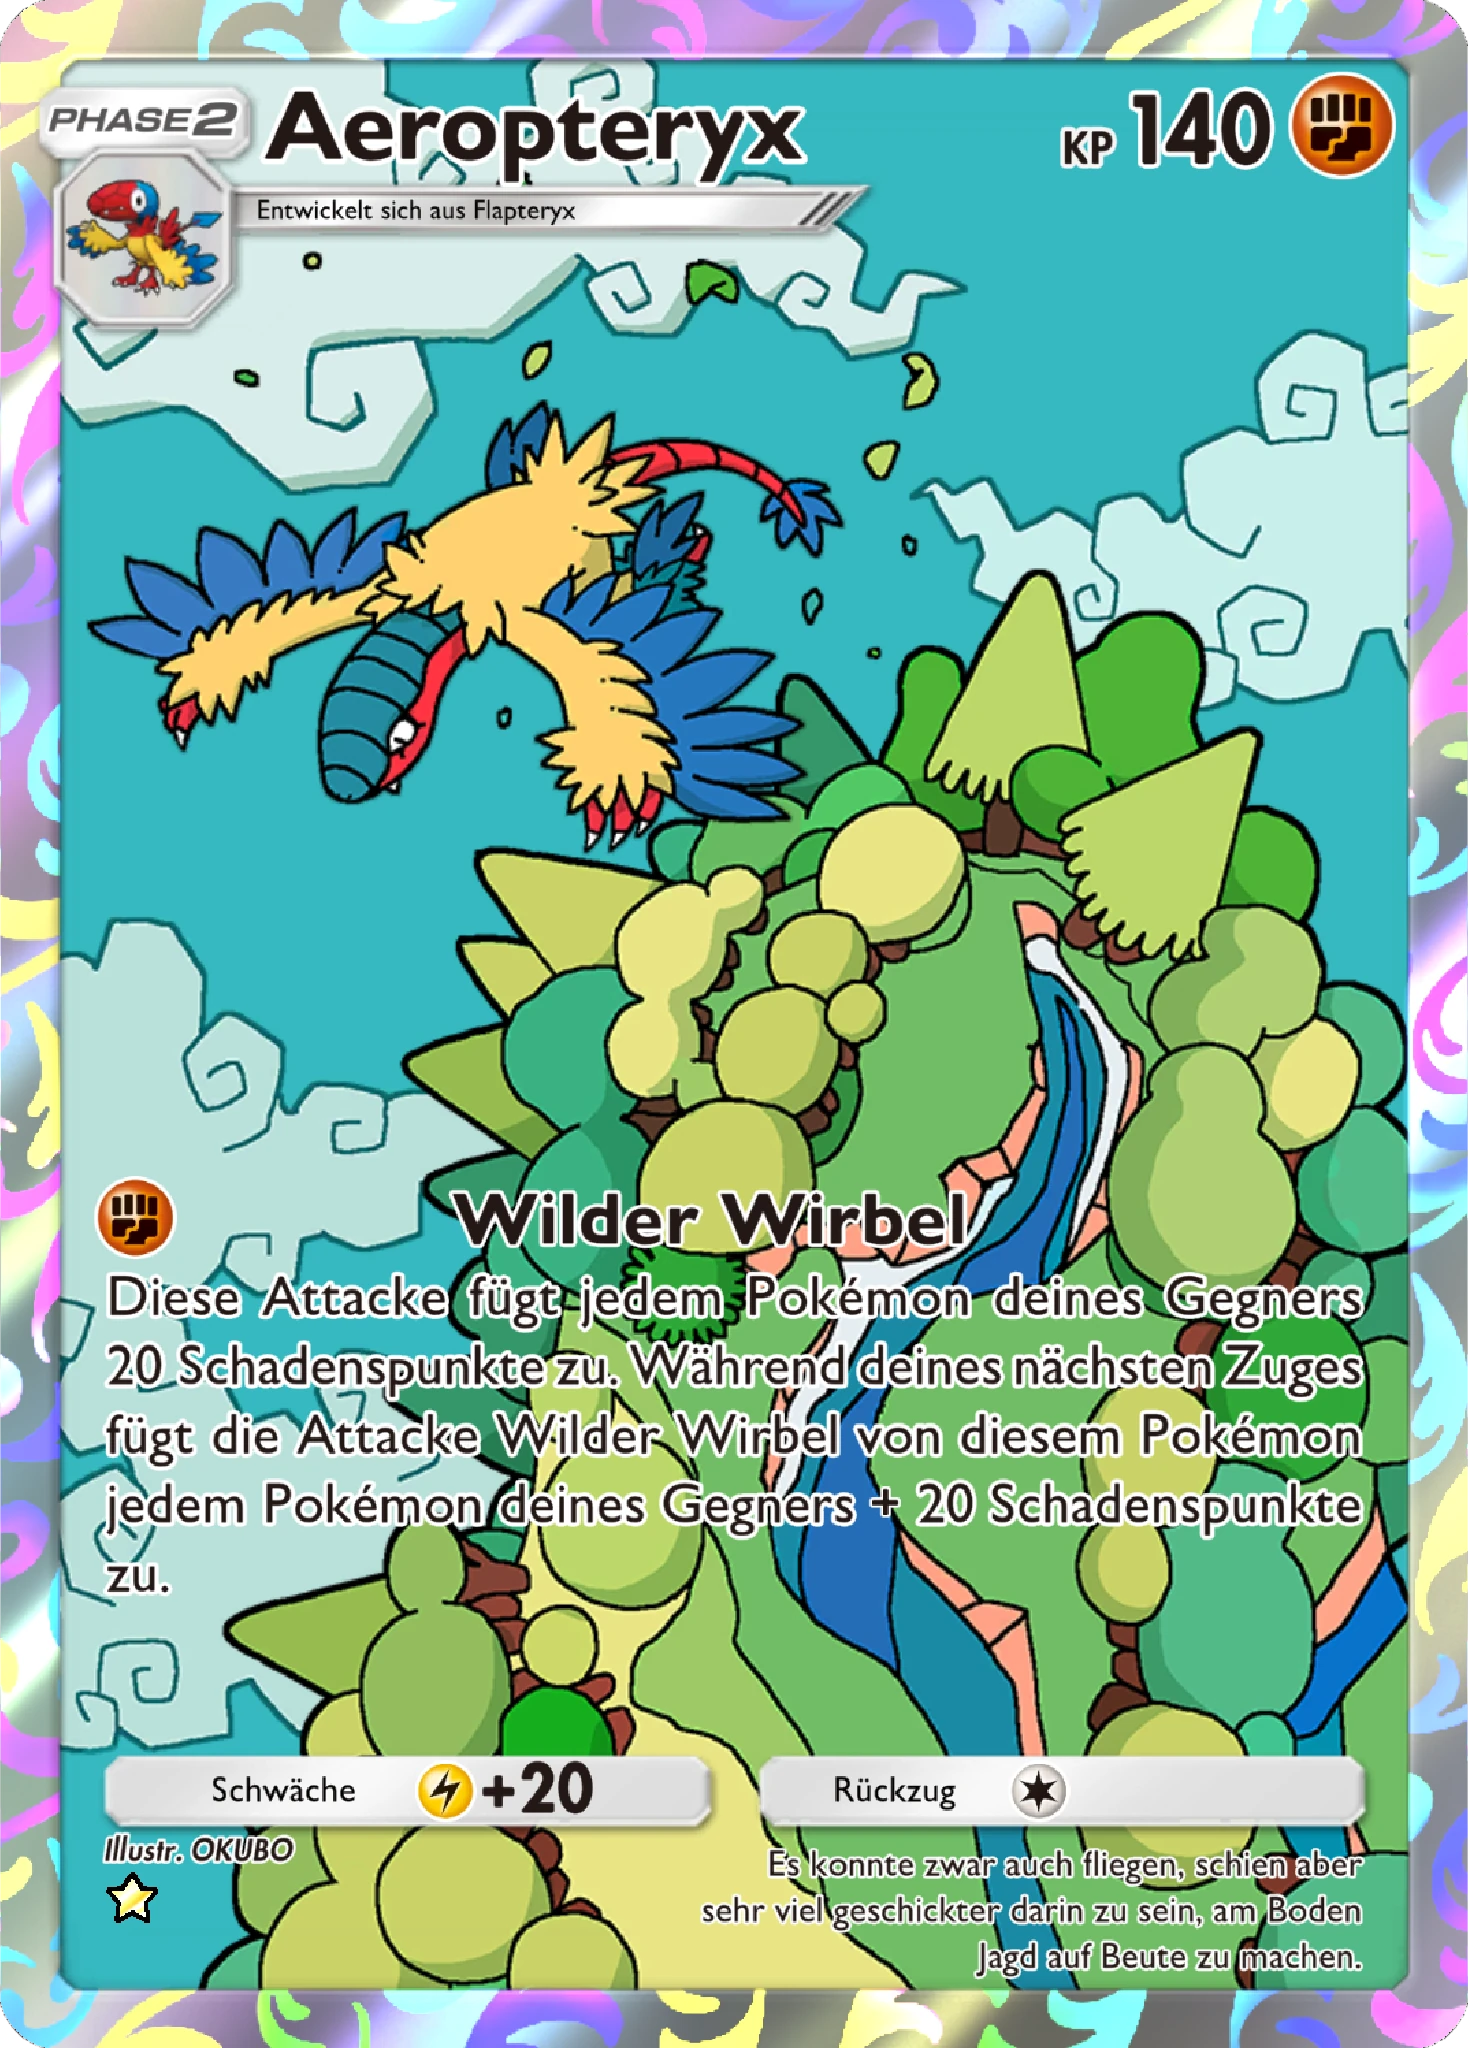 PHASE2
Aeropteryx
KP 140
Entwickelt sich aus Flapteryx
Wilder Wirbel
Diese Attacke fügt jedem Pokémon deines Gegners
20 Schadenspunkte zu. Während deines nächsten Zuges
fügt die Attacke Wilder Wirbel von diesem Pokémon
jedem Pokémon deines Gegners + 20 Schadenspunkte
zu.
Schwäche +20
Rückzug
Illustr. OKUBO
Es konnte zwar auch fliegen, schien aber
sehr viel geschickter darin zu sein, am Boden
Jagd auf Beute zu machen.